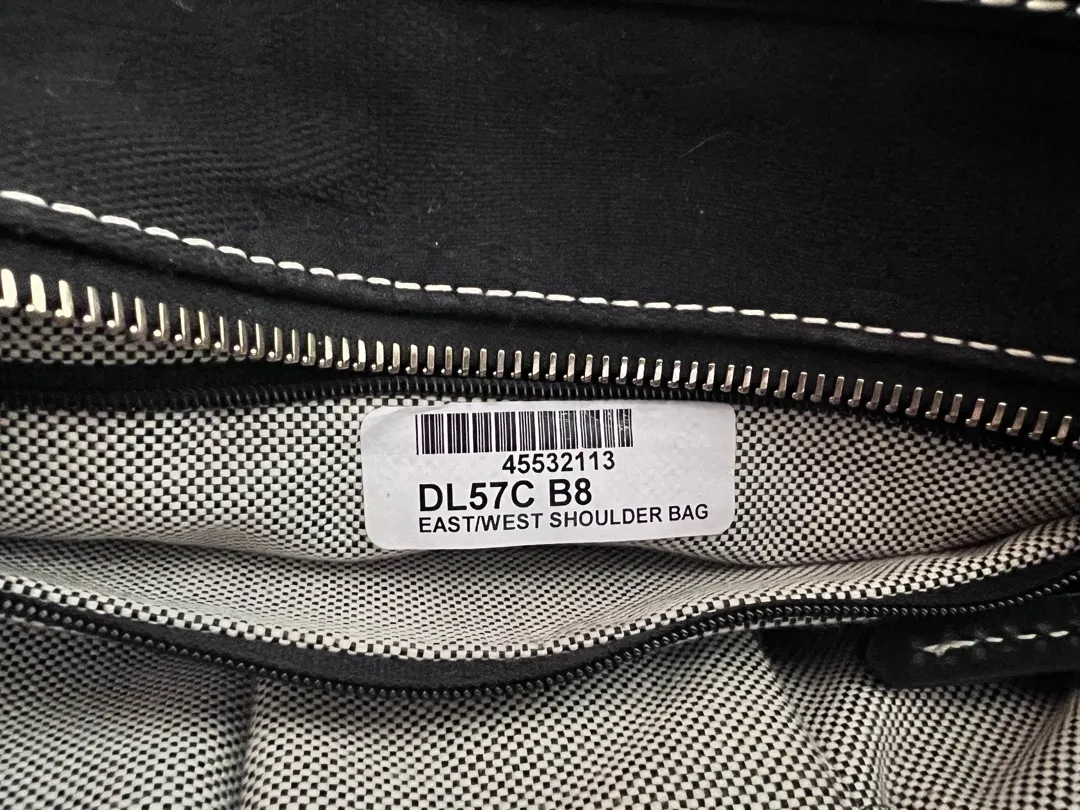 45532113
DL57C B8
EAST/WEST SHOULDER BAG